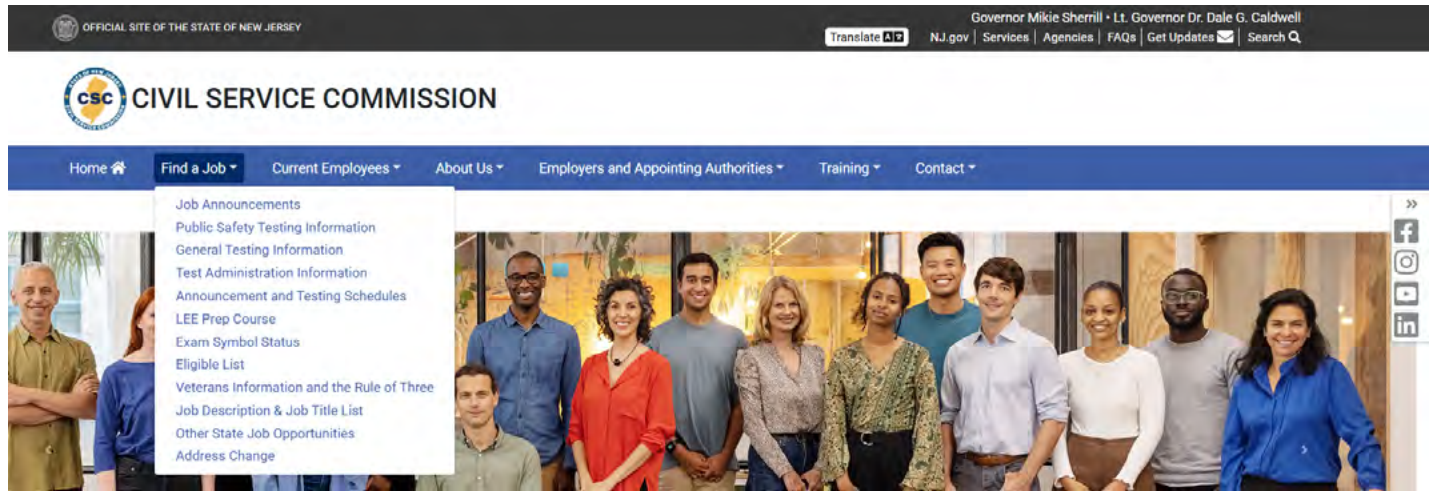 OFFICIAL SITE OF THE STATE OF NEW JERSEY
Governor Mikie Sherrill • Lt. Governor Dr. Dale G. Caldwell
Translate
NJ.gov | Services | Agencies | FAQs | Get Updates | Search
CSC
CIVIL SERVICE COMMISSION
Home Find a Job Current Employees About Us Employers and Appointing Authorities Training Contact
Job Announcements
Public Safety Testing Information
General Testing Information
Test Administration Information
Announcement and Testing Schedules
LEE Prep Course
Exam Symbol Status
Eligible List
Veterans Information and the Rule of Three
Job Description & Job Title List
Other State Job Opportunities
Address Change